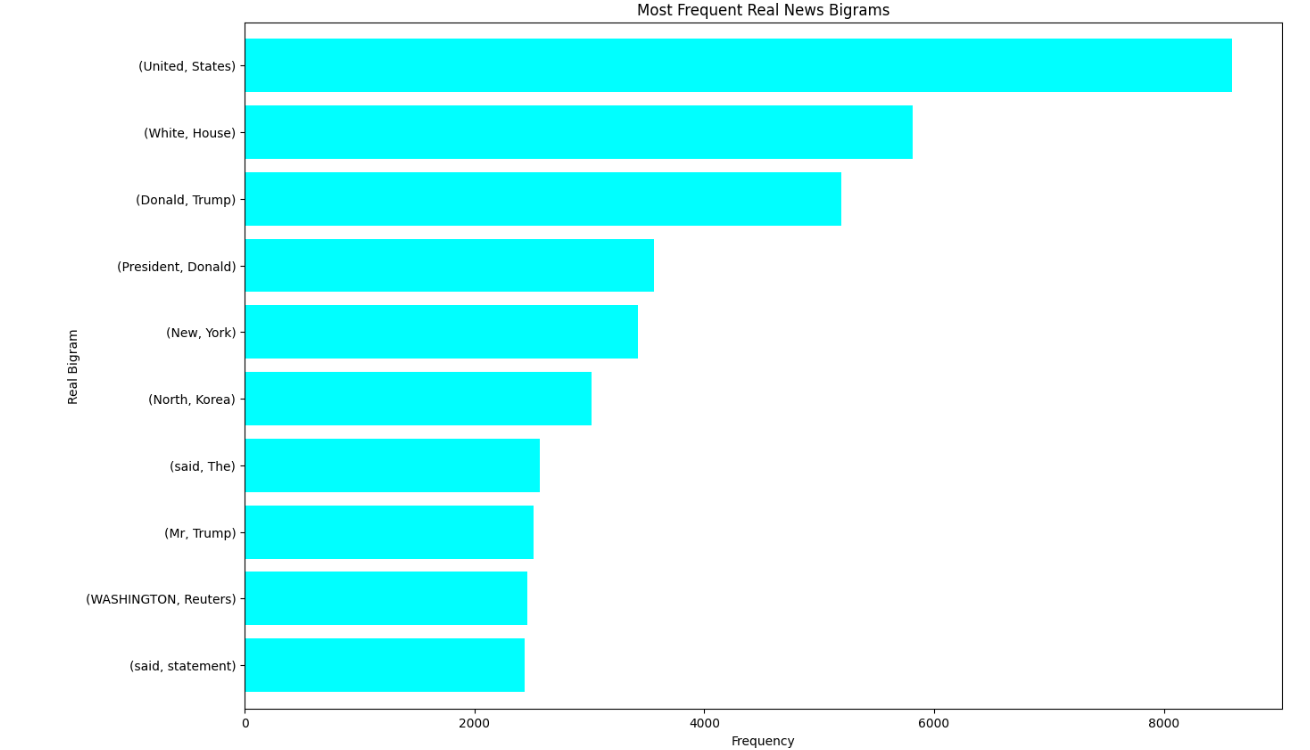 Most Frequent Real News Bigrams
(United, States)
(White, House)
(Donald, Trump)
(President, Donald)
(New, York)
(North, Korea)
(said, The)
(Mr, Trump)
(WASHINGTON, Reuters)
(said, statement)
Real Bigram
0 2000 4000 6000 8000
Frequency